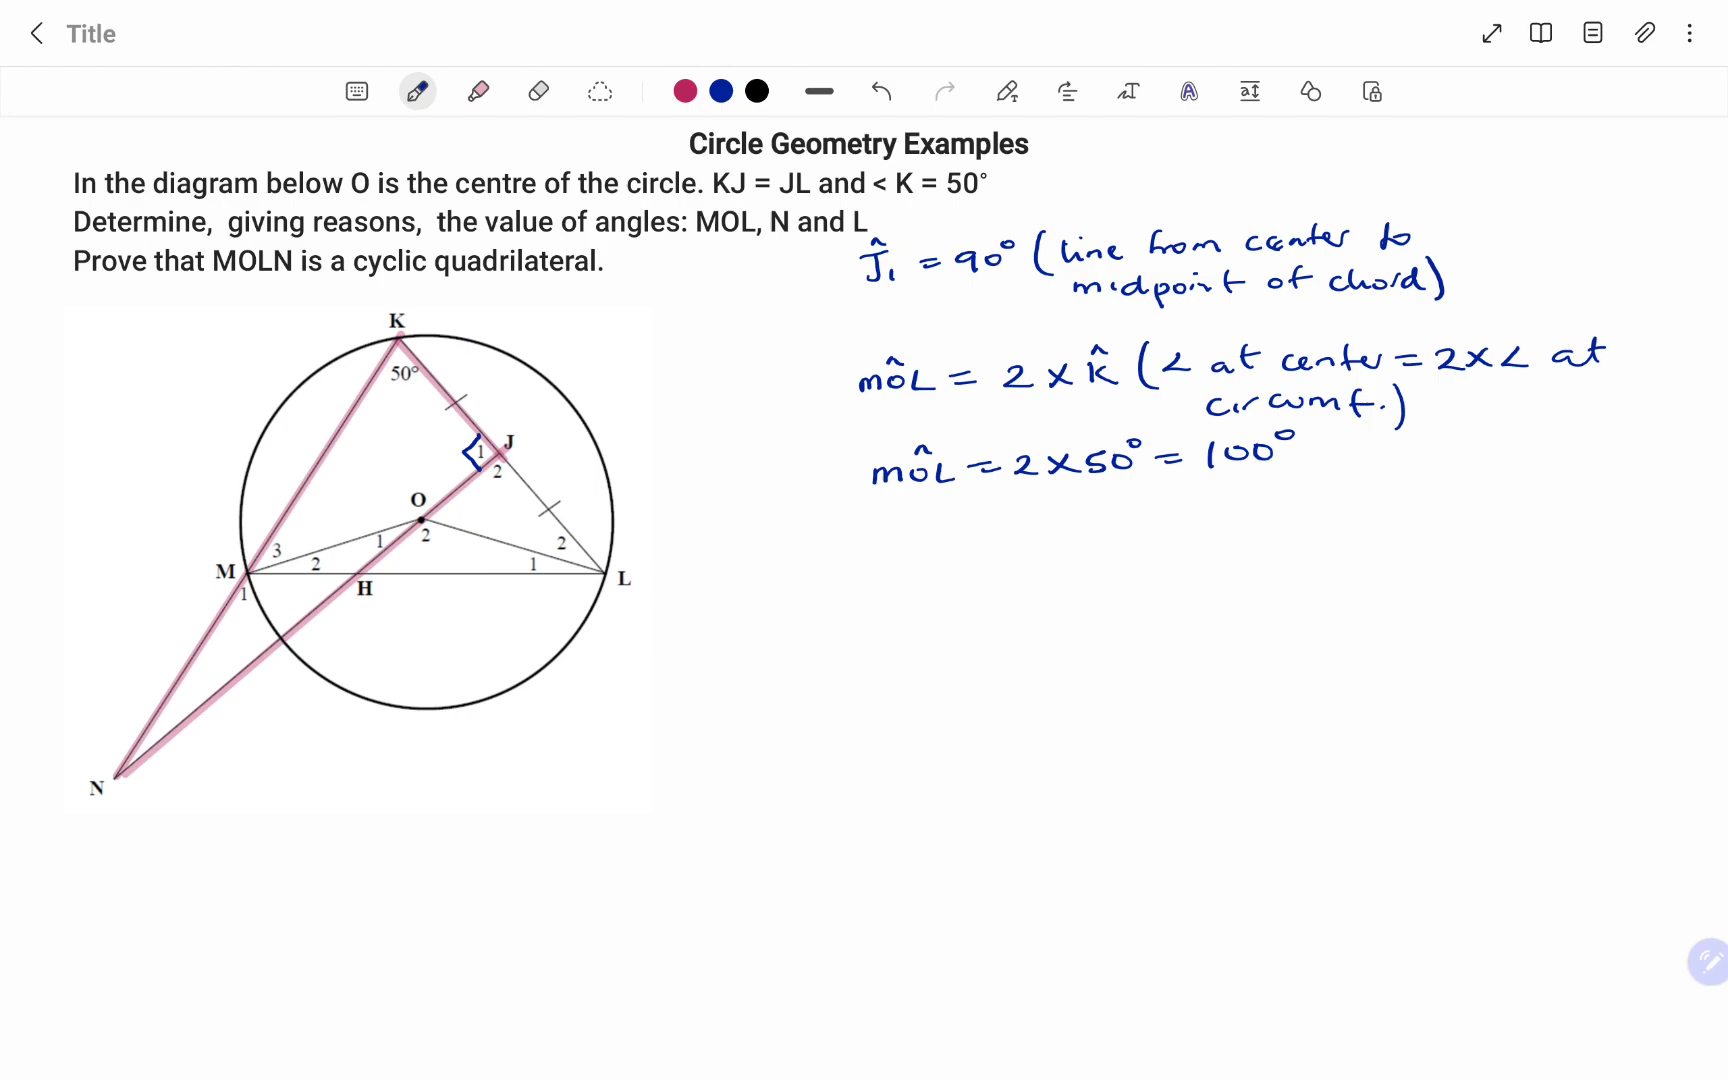 Title
Circle Geometry Examples
In the diagram below O is the centre of the circle. KJ = JL and < K = 50°
Determine, giving reasons, the value of angles: MOL, N and L
Prove that MOLN is a cyclic quadrilateral.
Ĵ₁ = 90° (line from center to
midpoint of chord)
MÔL = 2 × K̂ (∠ at center = 2×∠ at
circumf.)
MÔL = 2 × 50° = 100°
K
50°
J
1
2
O
1
2
2
3
2
1
M
H
L
1
N